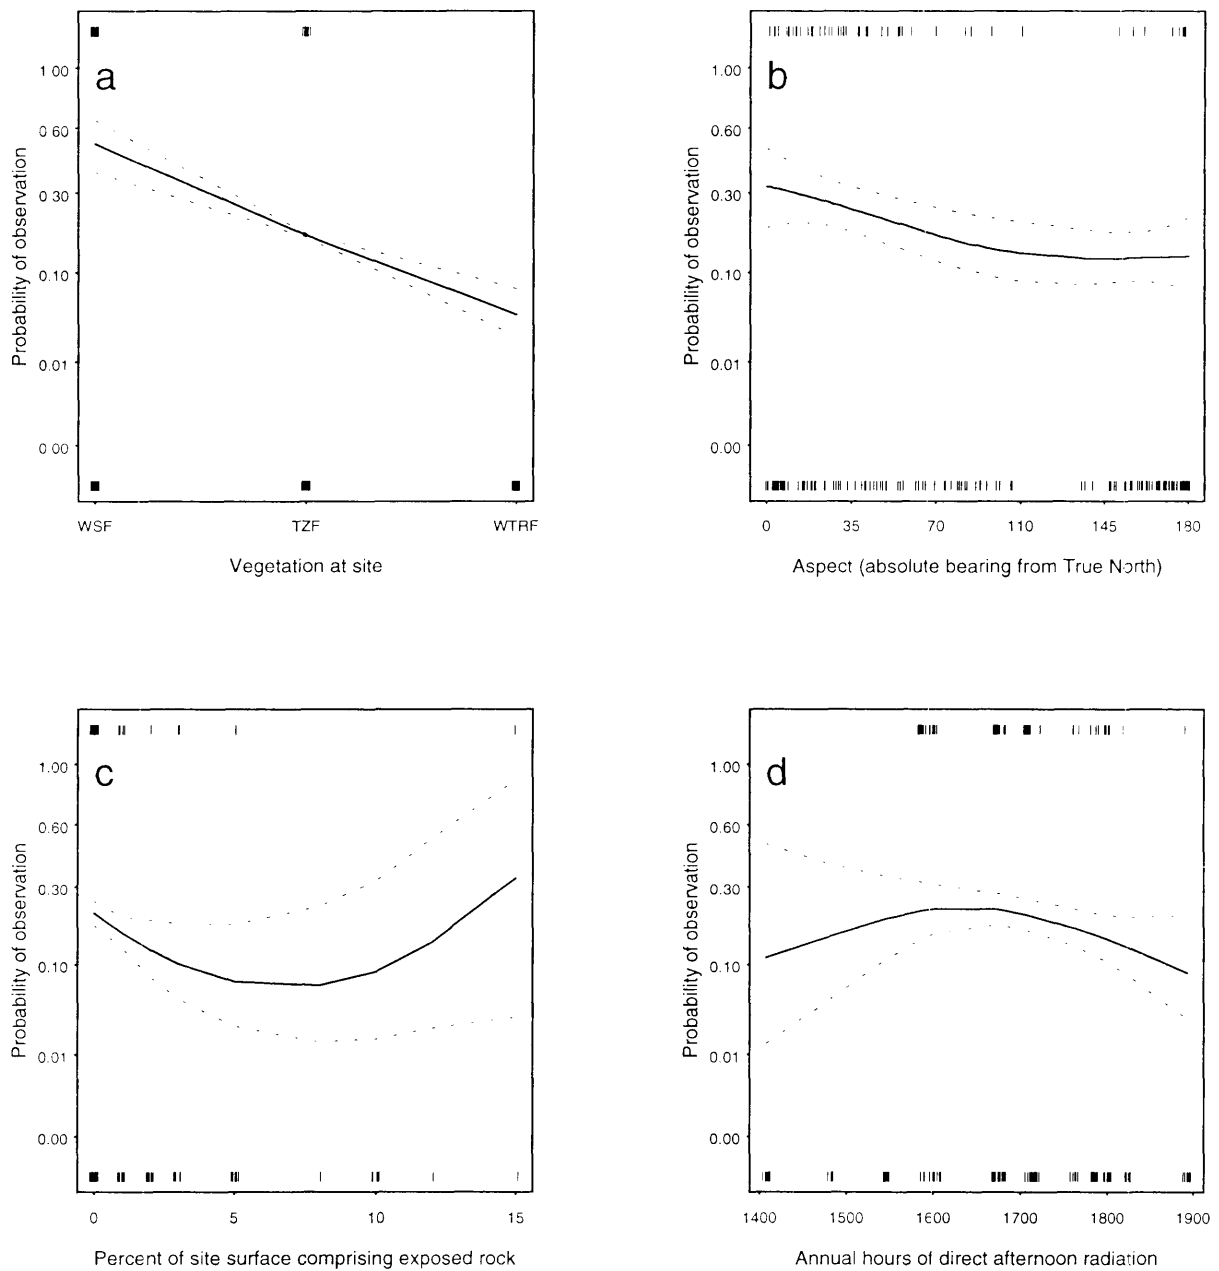 a
1.00
0.60
0.30
0.10
0.01
0.00
Probability of observation
WSF TZF WTRF
Vegetation at site
b
1.00
0.60
0.30
0.10
0.01
0.00
Probability of observation
0 35 70 110 145 180
Aspect (absolute bearing from True North)
c
1.00
0.60
0.30
0.10
0.01
0.00
Probability of observation
0 5 10 15
Percent of site surface comprising exposed rock
d
1.00
0.60
0.30
0.10
0.01
0.00
Probability of observation
1400 1500 1600 1700 1800 1900
Annual hours of direct afternoon radiation